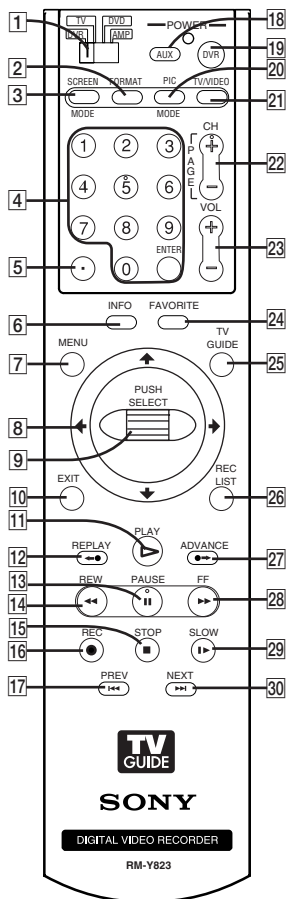 1 TV DVD POWER 18
DVR AMP AUX DVR 19
2 20
3 SCREEN FORMAT PIC TV/VIDEO 21
MODE MODE
CH
1 2 3 PAGE + 22
4 4 5 6 −
VOL
7 8 9 + 23
ENTER
5 · 0 −
INFO FAVORITE 24
6
7 MENU TV GUIDE 25
PUSH
SELECT
8
9
10 EXIT REC LIST 26
11 PLAY
12 REPLAY ADVANCE 27
13 REW PAUSE FF
14 28
15 REC STOP SLOW 29
16
17 PREV NEXT 30
TV
GUIDE
SONY
DIGITAL VIDEO RECORDER
RM-Y823